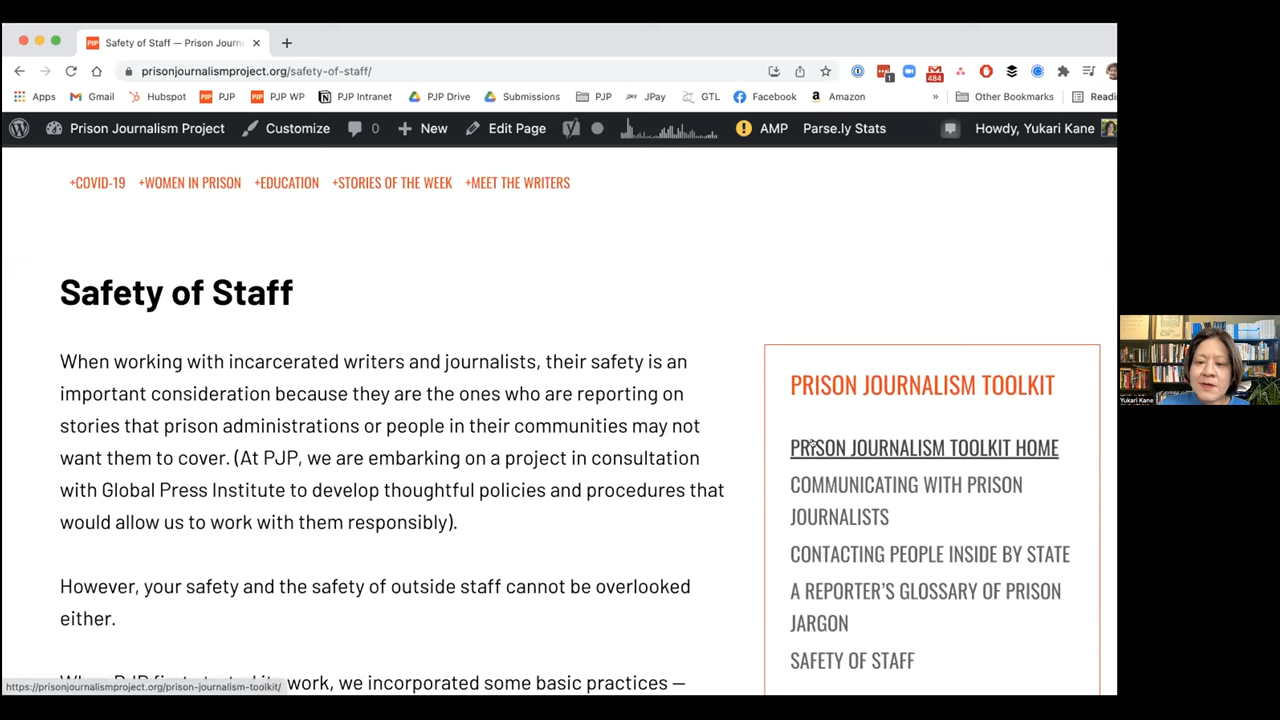 PJP Safety of Staff — Prison Journ
prisonjournalismproject.org/safety-of-staff/
1
484
Apps Gmail Hubspot PJP PJP PJP WP PJP Intranet PJP Drive Submissions PJP JPay JPay GTL Facebook Amazon » Other Bookmarks Readi
Prison Journalism Project Customize 0 New Edit Page AMP Parse.ly Stats Howdy, Yukari Kane
+COVID-19 +WOMEN IN PRISON +EDUCATION +STORIES OF THE WEEK +MEET THE WRITERS
Safety of Staff
When working with incarcerated writers and journalists, their safety is an
important consideration because they are the ones who are reporting on
stories that prison administrations or people in their communities may not
want them to cover. (At PJP, we are embarking on a project in consultation
with Global Press Institute to develop thoughtful policies and procedures that
would allow us to work with them responsibly).
However, your safety and the safety of outside staff cannot be overlooked
either.
work, we incorporated some basic practices —
https://prisonjournalismproject.org/prison-journalism-toolkit/
PRISON JOURNALISM TOOLKIT
PRISON JOURNALISM TOOLKIT HOME
COMMUNICATING WITH PRISON
JOURNALISTS
CONTACTING PEOPLE INSIDE BY STATE
A REPORTER'S GLOSSARY OF PRISON
JARGON
SAFETY OF STAFF
Yukari Kane